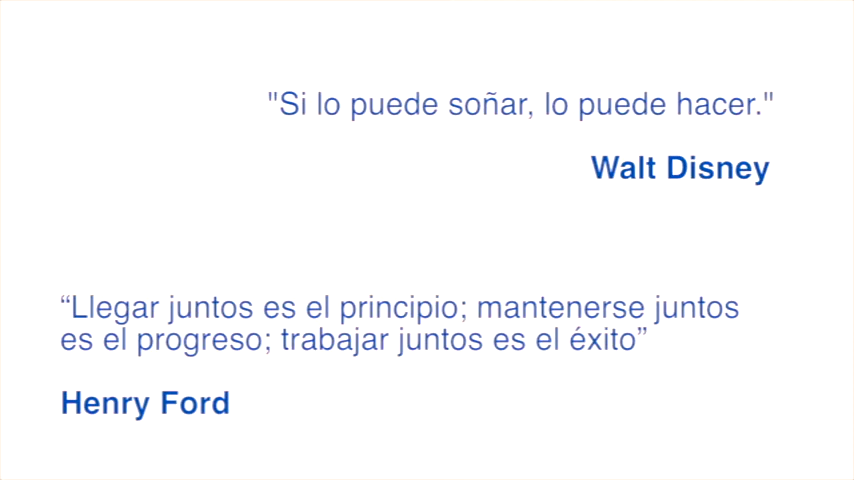 "Si lo puede soñar, lo puede hacer."
Walt Disney
“Llegar juntos es el principio; mantenerse juntos
es el progreso; trabajar juntos es el éxito”
Henry Ford